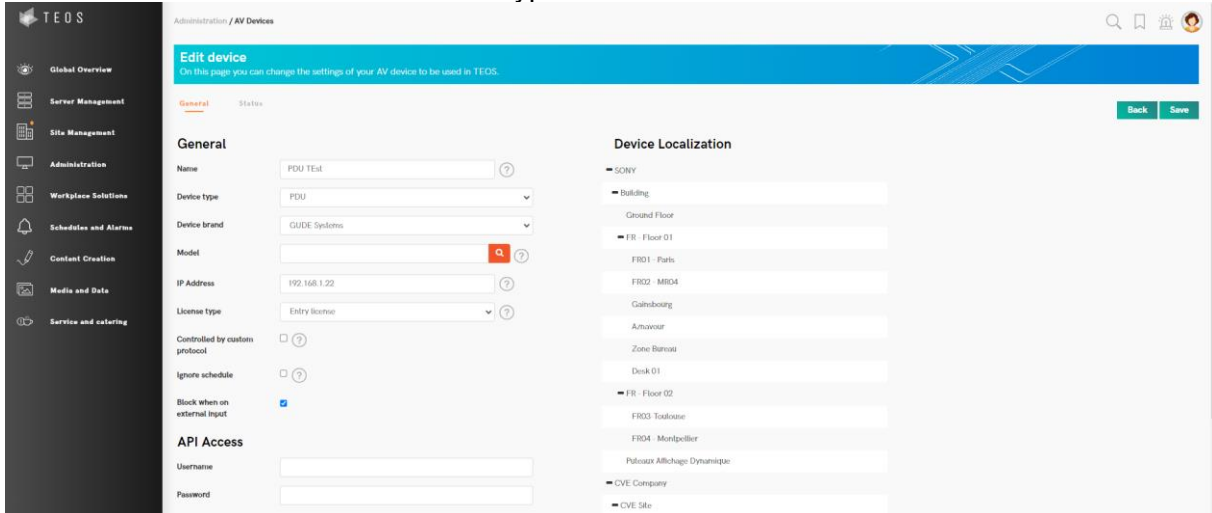 TEOS
Administration / AV Devices
Edit device
On this page you can change the settings of your AV device to be used in TEOS.
Global Overview
Server Management
Site Management
Administration
Workplace Solutions
Schedules and Alarms
Content Creation
Media and Data
Service and catering
General Status
Back Save
General
Name PDU TEst ?
Device type PDU
Device brand GUDE Systems
Model ?
IP Address 192.168.1.22 ?
License type Entry license ?
Controlled by custom
protocol ?
Ignore schedule ?
Block when on
external input
API Access
Username
Password
Device Localization
SONY
Building
Ground Floor
FR - Floor 01
FR01 - Paris
FR02 - MR04
Gainsbourg
Aznavour
Zone Bureau
Desk 01
FR - Floor 02
FR03-Toulouse
FR04 - Montpellier
Puteaux Affichage Dynamique
CVE Company
CVE Site